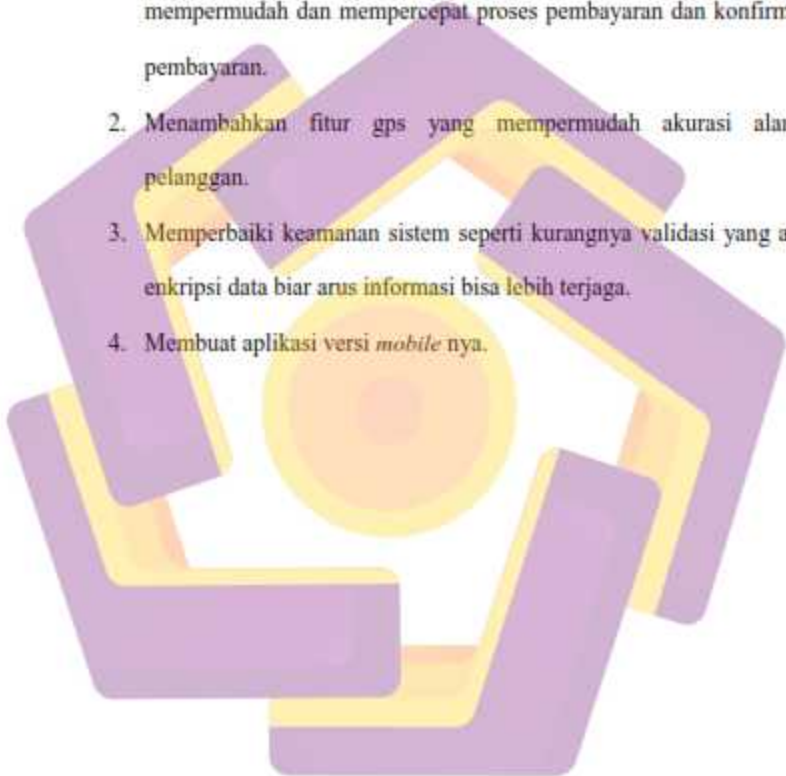 mempermudah dan mempercepat proses pembayaran dan konfirm
pembayaran.
2. Menambahkan fitur gps yang mempermudah akurasi alar
pelanggan.
3. Memperbaiki keamanan sistem seperti kurangnya validasi yang a
enkripsi data biar arus informasi bisa lebih terjaga.
4. Membuat aplikasi versi mobile nya.